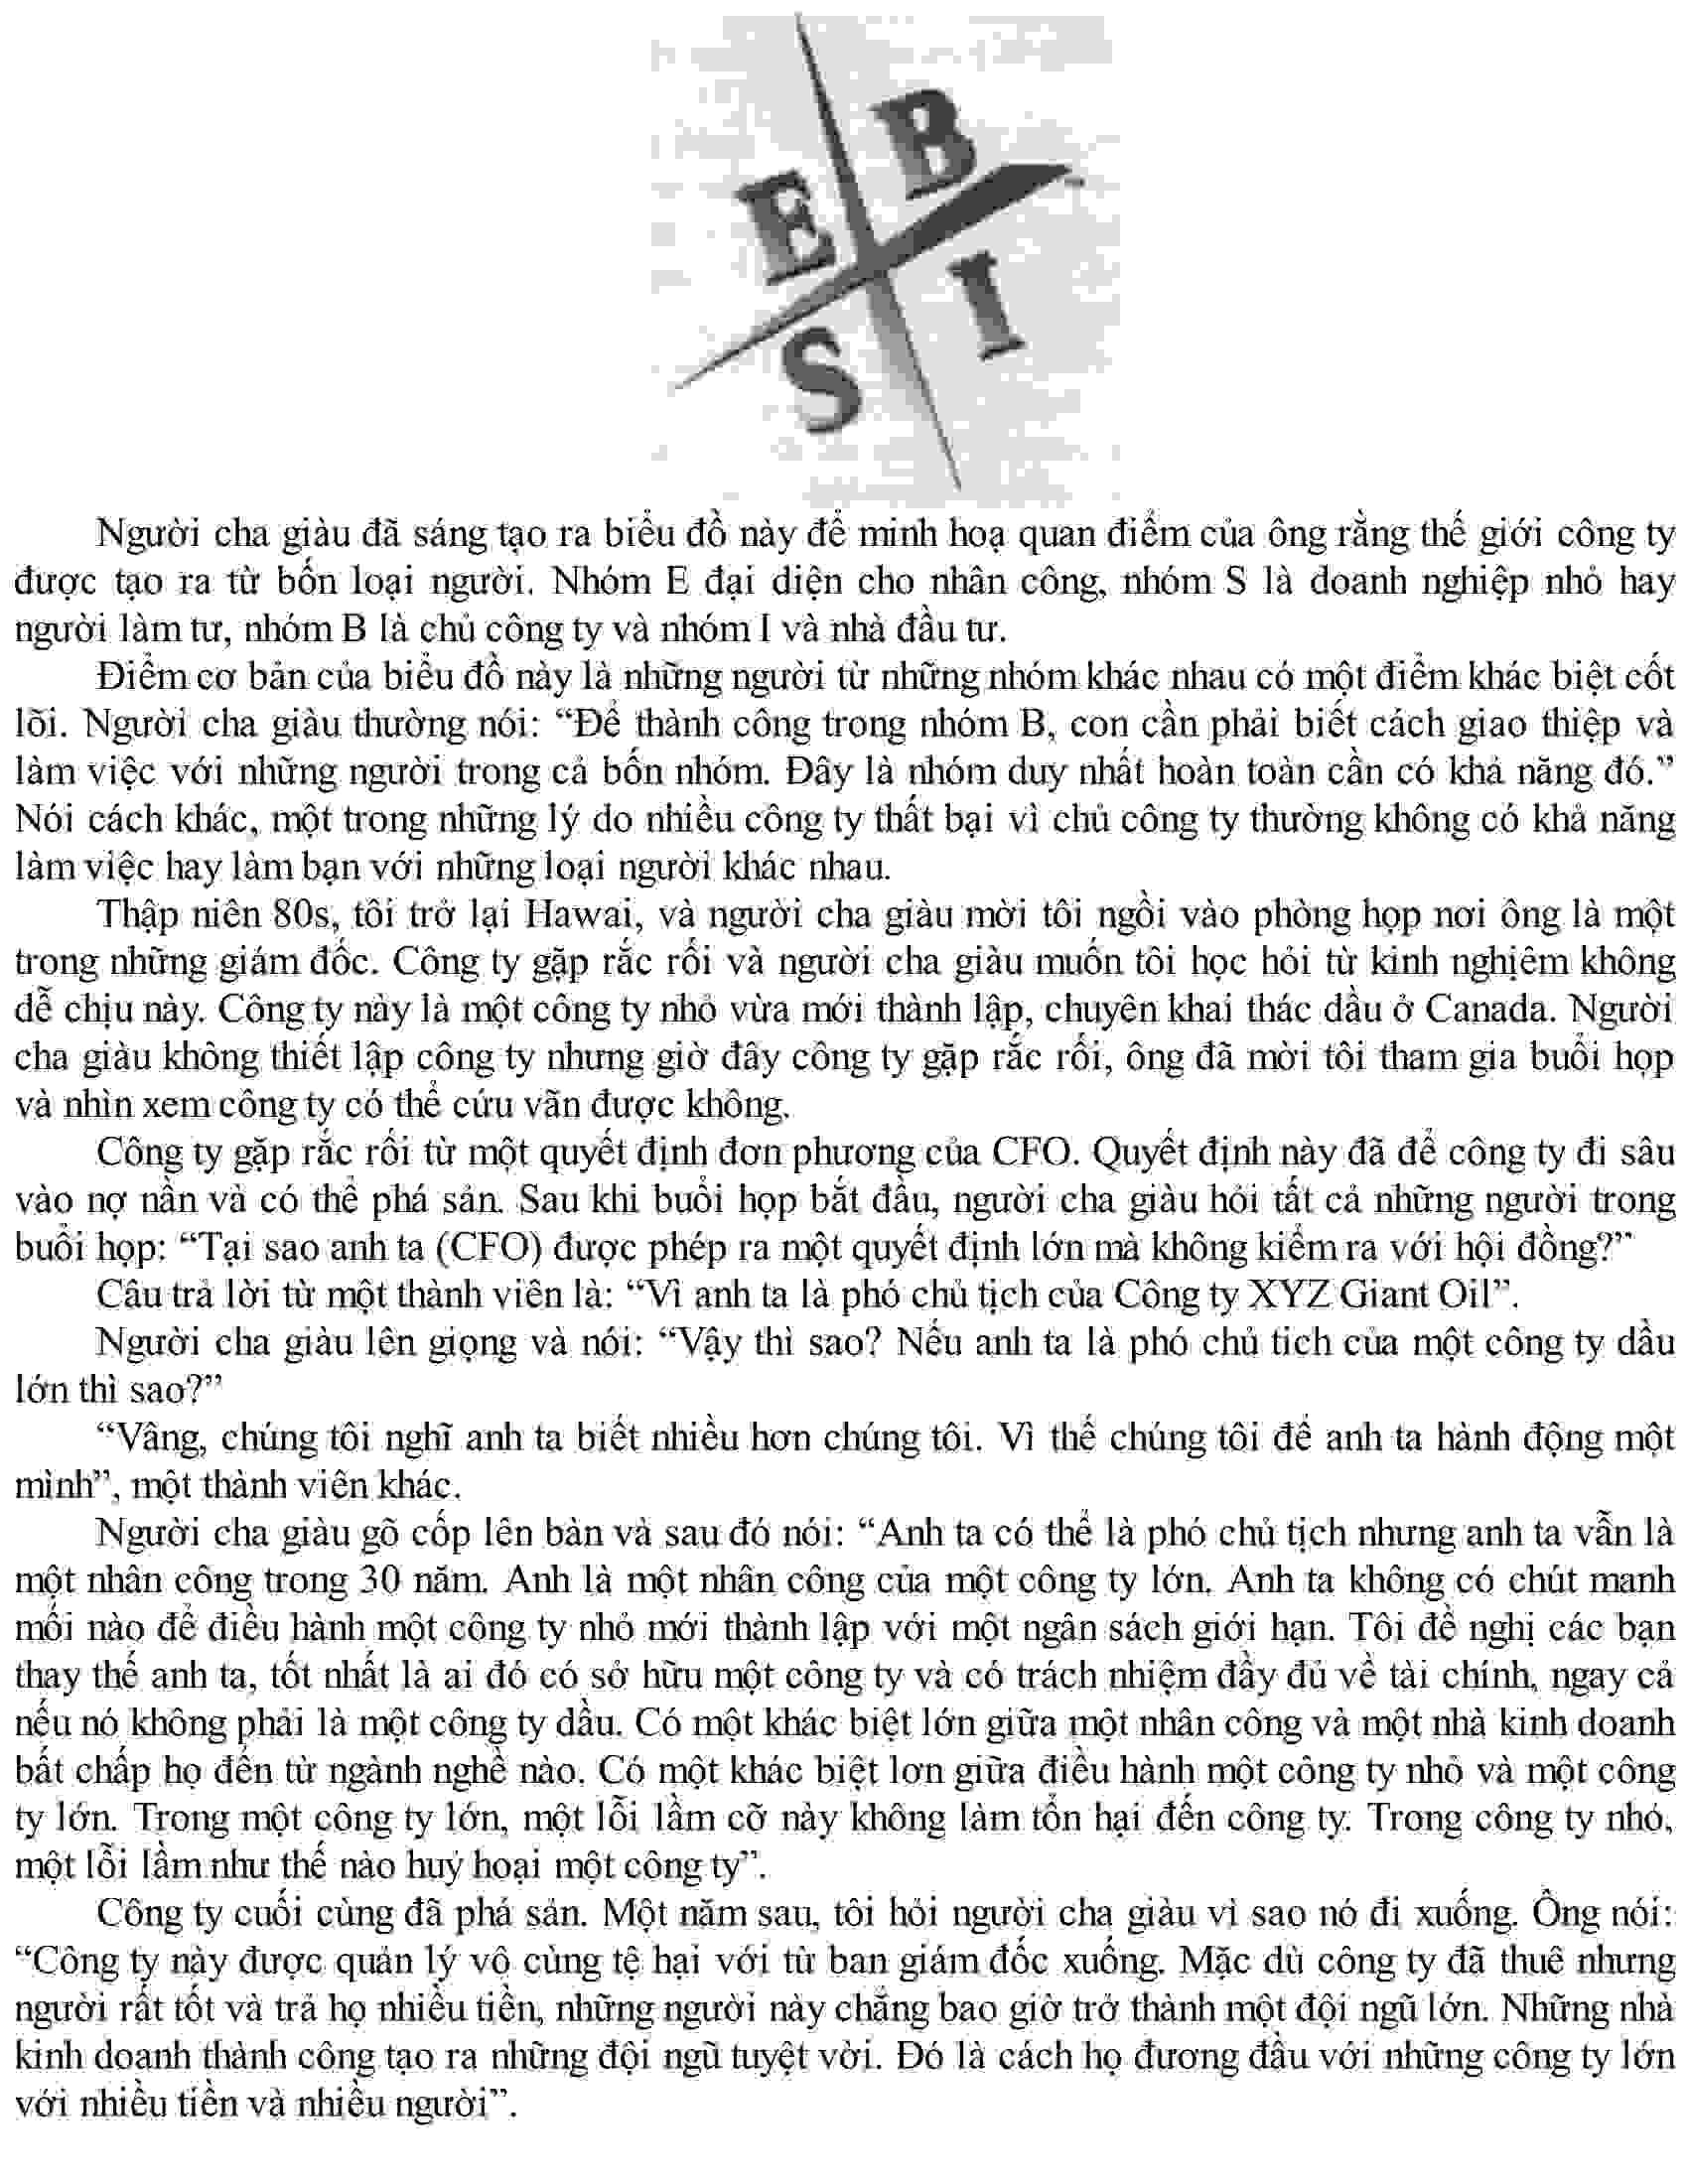 B
E
I
S
Người cha giàu đã sáng tạo ra biểu đồ này để minh hoạ quan điểm của ông rằng thế giới công ty
được tạo ra từ bốn loại người. Nhóm E đại diện cho nhân công, nhóm S là doanh nghiệp nhỏ hay
người làm tư, nhóm B là chủ công ty và nhóm I và nhà đầu tư.
Điểm cơ bản của biểu đồ này là những người từ những nhóm khác nhau có một điểm khác biệt cốt
lõi. Người cha giàu thường nói: “Để thành công trong nhóm B, con cần phải biết cách giao thiệp và
làm việc với những người trong cả bốn nhóm. Đây là nhóm duy nhất hoàn toàn cần có khả năng đó.”
Nói cách khác, một trong những lý do nhiều công ty thất bại vì chủ công ty thường không có khả năng
làm việc hay làm bạn với những loại người khác nhau.
Thập niên 80s, tôi trở lại Hawai, và người cha giàu mời tôi ngồi vào phòng họp nơi ông là một
trong những giám đốc. Công ty gặp rắc rối và người cha giàu muốn tôi học hỏi từ kinh nghiệm không
dễ chịu này. Công ty này là một công ty nhỏ vừa mới thành lập, chuyên khai thác dầu ở Canada. Người
cha giàu không thiết lập công ty nhưng giờ đây công ty gặp rắc rối, ông đã mời tôi tham gia buổi họp
và nhìn xem công ty có thể cứu vãn được không.
Công ty gặp rắc rối từ một quyết định đơn phương của CFO. Quyết định này đã để công ty đi sâu
vào nợ nần và có thể phá sản. Sau khi buổi họp bắt đầu, người cha giàu hỏi tất cả những người trong
buổi họp: “Tại sao anh ta (CFO) được phép ra một quyết định lớn mà không kiểm ra với hội đồng?”
Câu trả lời từ một thành viên là: “Vì anh ta là phó chủ tịch của Công ty XYZ Giant Oil”.
Người cha giàu lên giọng và nói: “Vậy thì sao? Nếu anh ta là phó chủ tich của một công ty dầu
lớn thì sao?”
“Vâng, chúng tôi nghĩ anh ta biết nhiều hơn chúng tôi. Vì thế chúng tôi để anh ta hành động một
mình”, một thành viên khác.
Người cha giàu gõ cốp lên bàn và sau đó nói: “Anh ta có thể là phó chủ tịch nhưng anh ta vẫn là
một nhân công trong 30 năm. Anh là một nhân công của một công ty lớn. Anh ta không có chút manh
mối nào để điều hành một công ty nhỏ mới thành lập với một ngân sách giới hạn. Tôi đề nghị các bạn
thay thế anh ta, tốt nhất là ai đó có sở hữu một công ty và có trách nhiệm đầy đủ về tài chính, ngay cả
nếu nó không phải là một công ty dầu. Có một khác biệt lớn giữa một nhân công và một nhà kinh doanh
bất chấp họ đến từ ngành nghề nào. Có một khác biệt lơn giữa điều hành một công ty nhỏ và một công
ty lớn. Trong một công ty lớn, một lỗi lầm cỡ này không làm tổn hại đến công ty. Trong công ty nhỏ,
một lỗi lầm như thế nào huỷ hoại một công ty”.
Công ty cuối cùng đã phá sản. Một năm sau, tôi hỏi người cha giàu vì sao nó đi xuống. Ông nói:
“Công ty này được quản lý vô cùng tệ hại với từ ban giám đốc xuống. Mặc dù công ty đã thuê nhưng
người rất tốt và trả họ nhiều tiền, những người này chẳng bao giờ trở thành một đội ngũ lớn. Những nhà
kinh doanh thành công tạo ra những đội ngũ tuyệt vời. Đó là cách họ đương đầu với những công ty lớn
với nhiều tiền và nhiều người”.